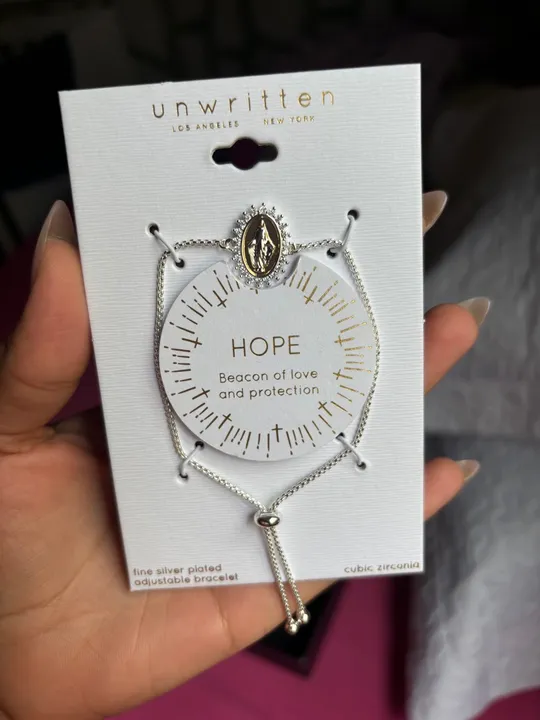 unwritten
LOS ANGELES NEW YORK
HOPE
Beacon of love
and protection
fine silver plated
adjustable bracelet
cubic zirconia